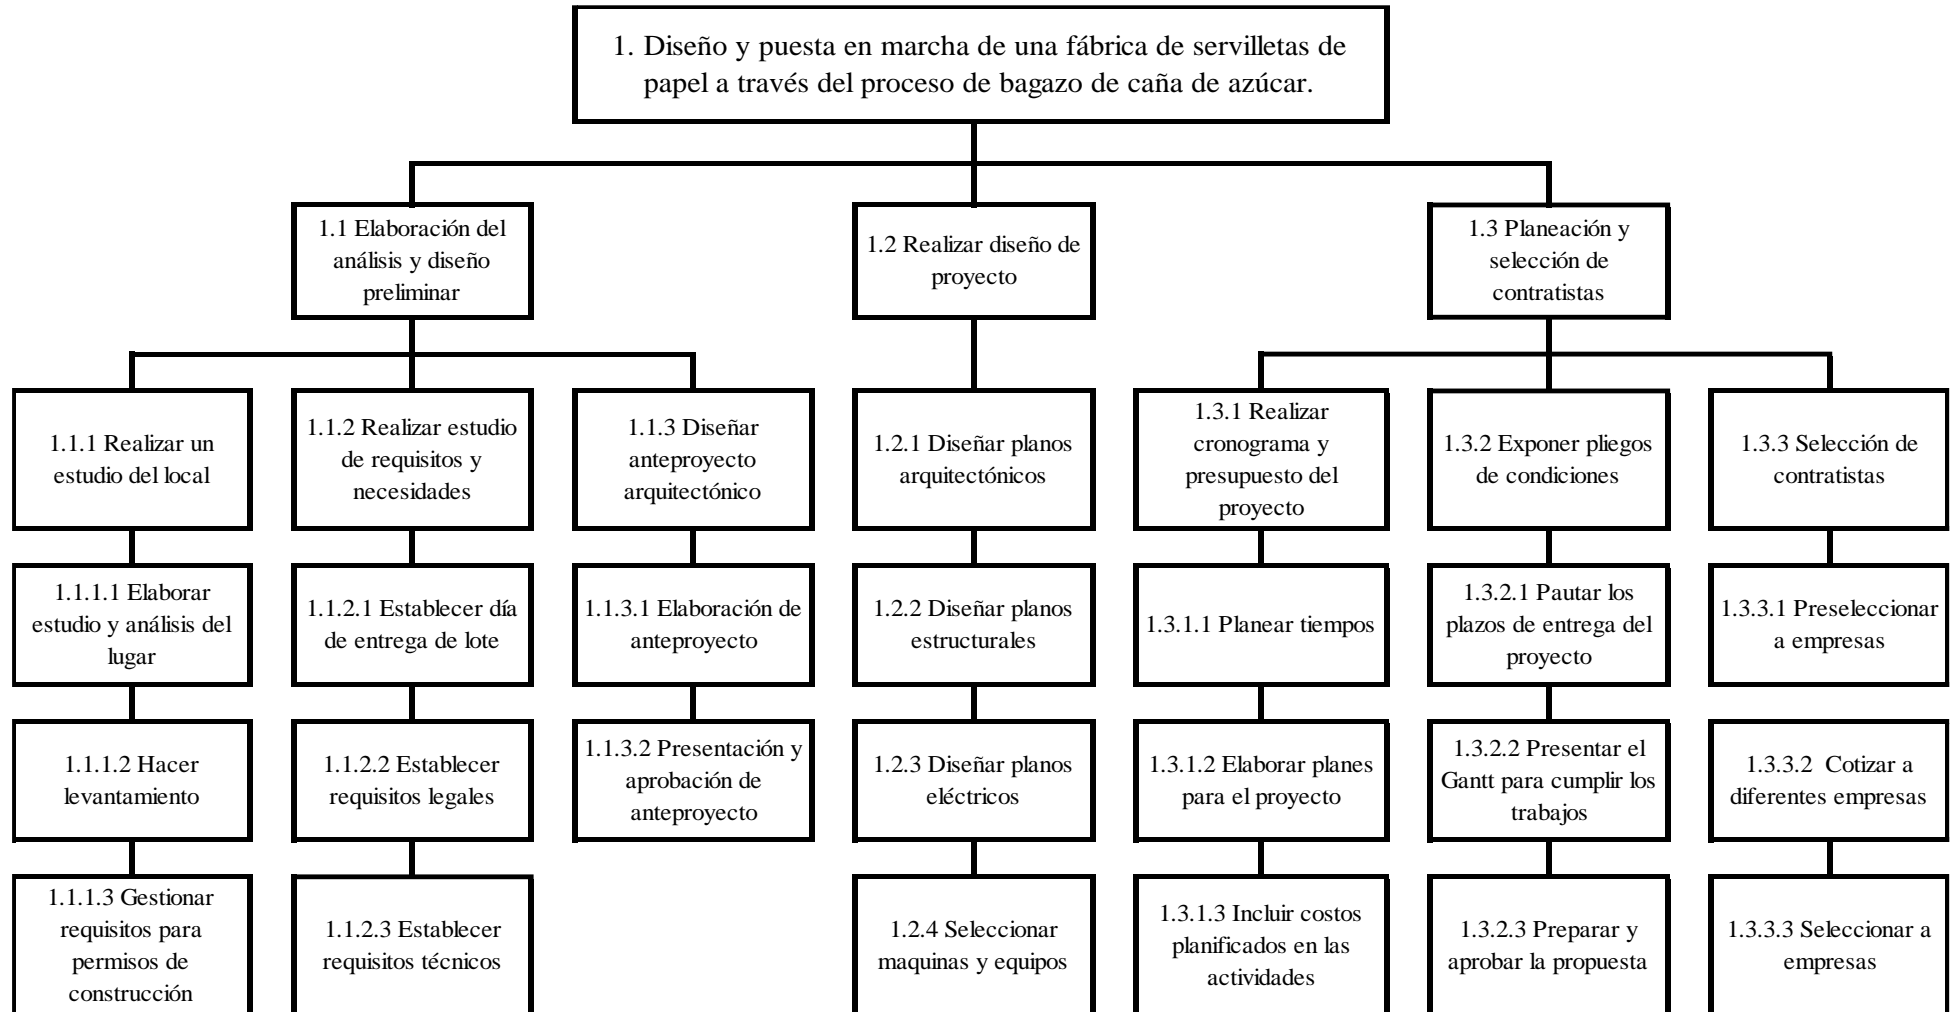 1. Diseño y puesta en marcha de una fábrica de servilletas de
papel a través del proceso de bagazo de caña de azúcar.
1.1 Elaboración del
análisis y diseño
preliminar
1.2 Realizar diseño de
proyecto
1.3 Planeación y
selección de
contratistas
1.1.1 Realizar un
estudio del local
1.1.2 Realizar estudio
de requisitos y
necesidades
1.1.3 Diseñar
anteproyecto
arquitectónico
1.2.1 Diseñar planos
arquitectónicos
1.3.1 Realizar
cronograma y
presupuesto del
proyecto
1.3.2 Exponer pliegos
de condiciones
1.3.3 Selección de
contratistas
1.1.1.1 Elaborar
estudio y análisis del
lugar
1.1.2.1 Establecer día
de entrega de lote
1.1.3.1 Elaboración de
anteproyecto
1.2.2 Diseñar planos
estructurales
1.3.1.1 Planear tiempos
1.3.2.1 Pautar los
plazos de entrega del
proyecto
1.3.3.1 Preseleccionar
a empresas
1.1.1.2 Hacer
levantamiento
1.1.2.2 Establecer
requisitos legales
1.1.3.2 Presentación y
aprobación de
anteproyecto
1.2.3 Diseñar planos
eléctricos
1.3.1.2 Elaborar planes
para el proyecto
1.3.2.2 Presentar el
Gantt para cumplir los
trabajos
1.3.3.2 Cotizar a
diferentes empresas
1.1.1.3 Gestionar
requisitos para
permisos de
construcción
1.1.2.3 Establecer
requisitos técnicos
1.2.4 Seleccionar
maquinas y equipos
1.3.1.3 Incluir costos
planificados en las
actividades
1.3.2.3 Preparar y
aprobar la propuesta
1.3.3.3 Seleccionar a
empresas